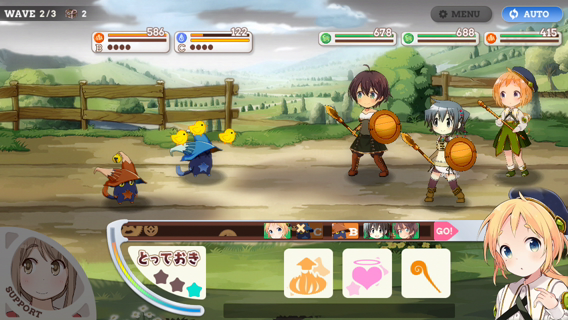 WAVE 2/3 2
MENU
AUTO
586
B
122
C
678
688
415
C
B
GO!
とっておき
SUPPORT